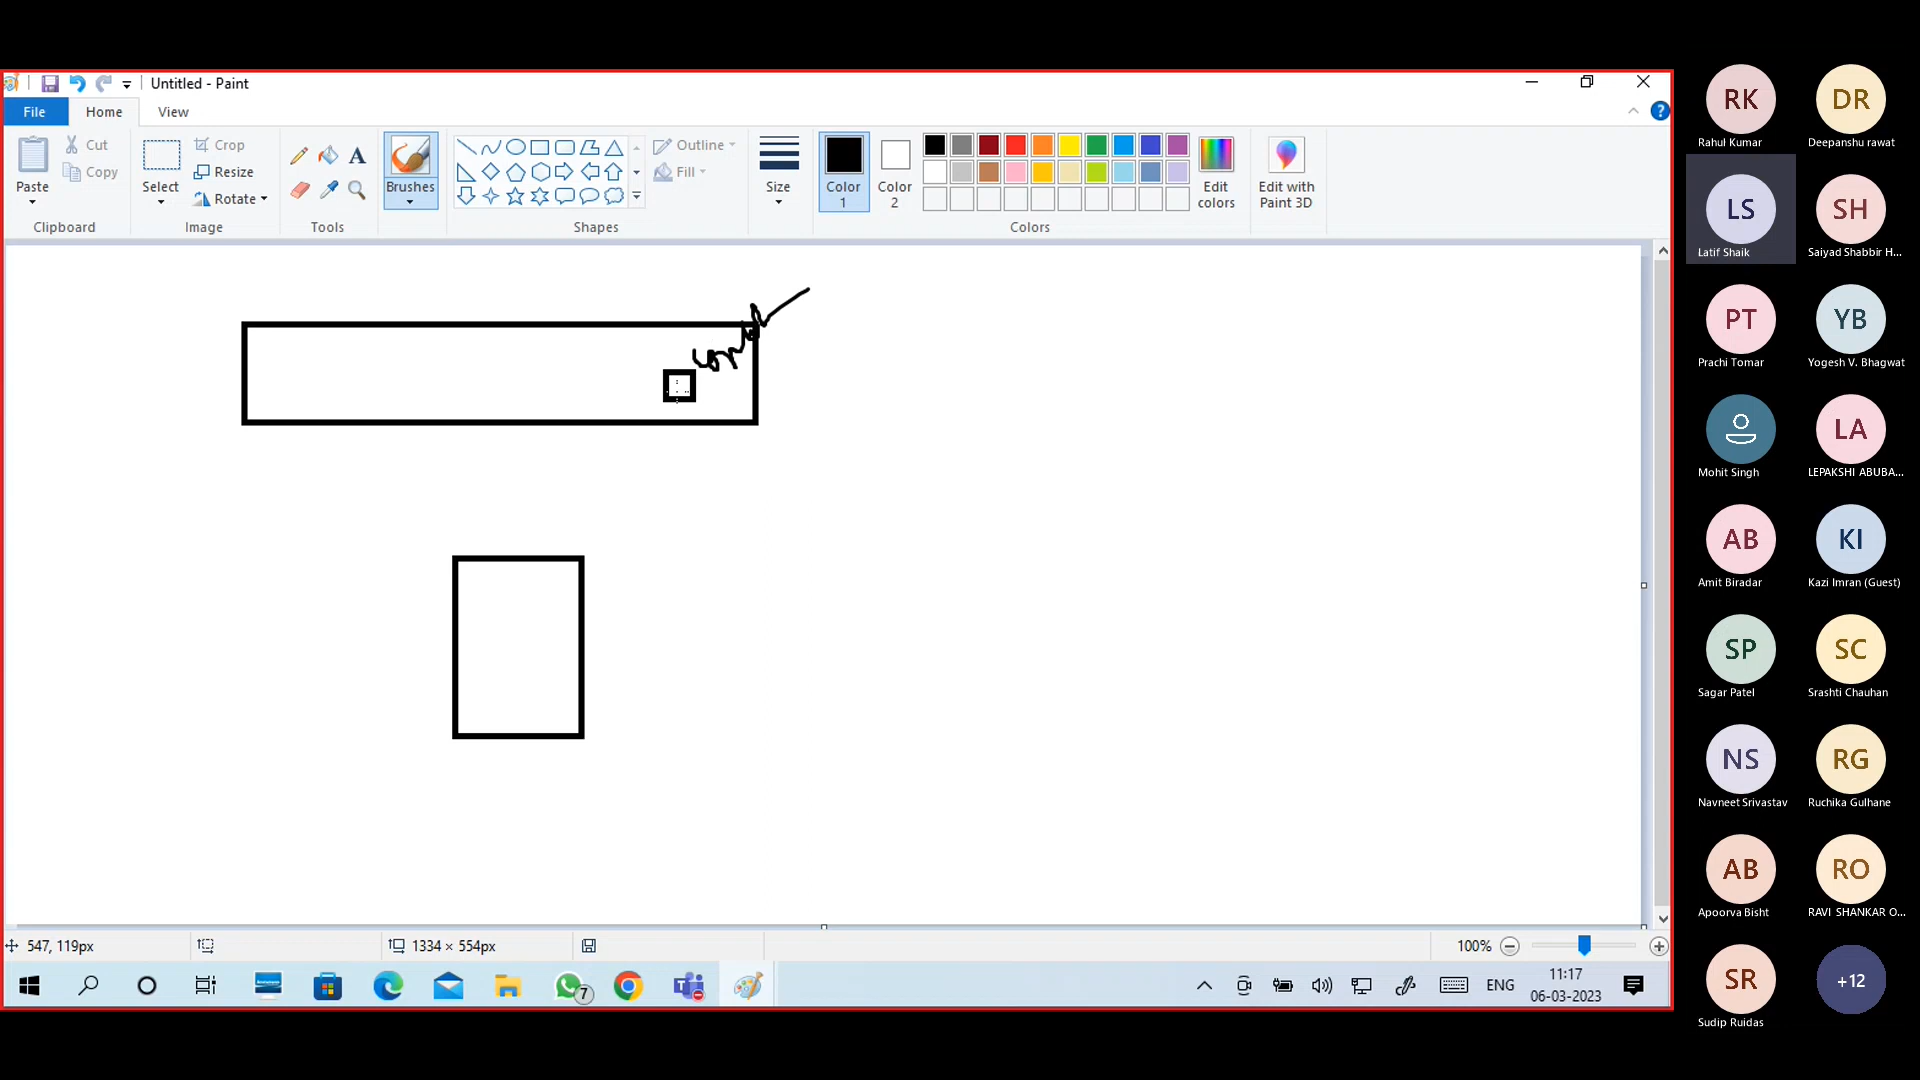 Untitled - Paint
File Home View
Paste
Cut
Copy
Clipboard
Select
Crop
Resize
Rotate
Image
Tools
Brushes
Shapes
Outline
Fill
Size
Color 1
Color 2
Edit colors
Edit with Paint 3D
Colors
547, 119px
1334 × 554px
100%
7
ENG
11:17
06-03-2023
RK DR
Rahul Kumar Deepanshu rawat
LS SH
Latif Shaik Saiyad Shabbir H...
PT YB
Prachi Tomar Yogesh V. Bhagwat
LA
Mohit Singh LEPAKSHI ABUBA...
AB KI
Amit Biradar Kazi Imran (Guest)
SP SC
Sagar Patel Srashti Chauhan
NS RG
Navneet Srivastav Ruchika Gulhane
AB RO
Apoorva Bisht RAVI SHANKAR O...
SR +12
Sudip Ruidas